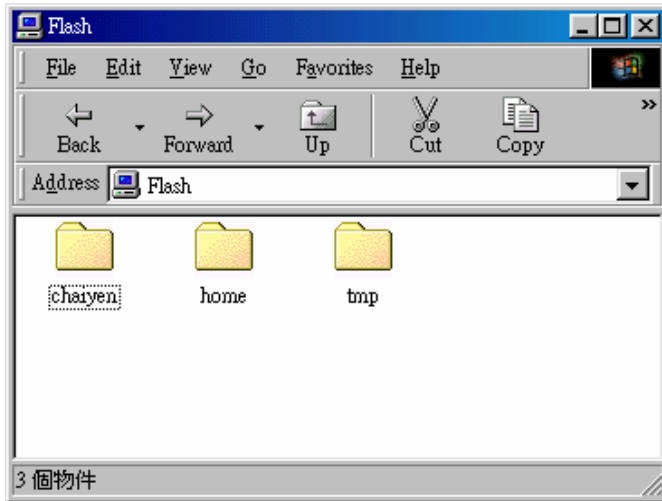 Flash
File Edit View Go Favorites Help
Back Forward Up Cut Copy »
Address Flash
chaiyen home tmp
3 個物件